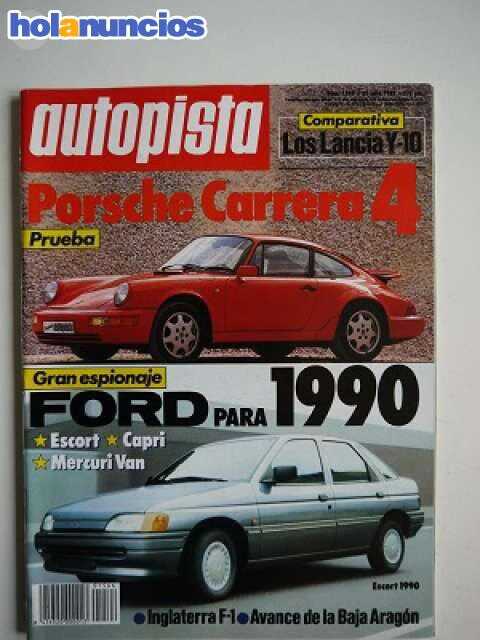 holanuncios
autopista
Comparativa
Los Lancia Y-10
Porsche Carrera 4
Prueba
Gran espionaje
FORD PARA 1990
Escort Capri
Mercuri Van
Escort 1990
Inglaterra F-1 Avance de la Baja Aragón